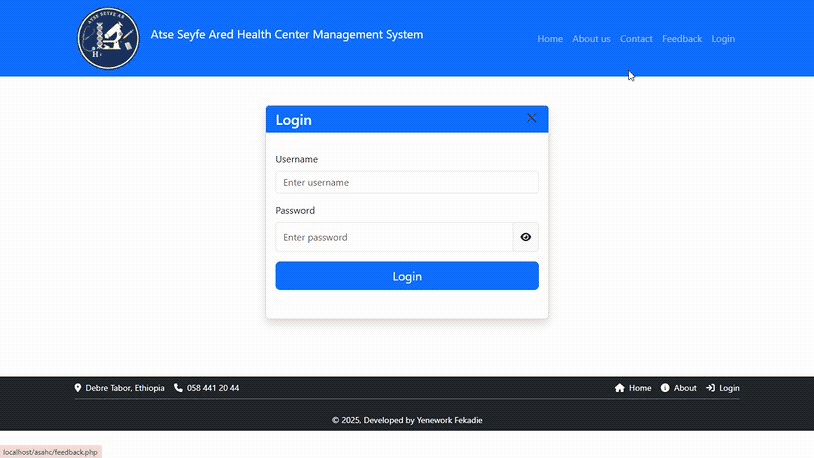 ATSE SEYFE AR
Atse Seyfe Ared Health Center Management System
Home About us Contact Feedback Login
Login
Username
Enter username
Password
Enter password
Login
Debre Tabor, Ethiopia 058 441 20 44
Home About Login
© 2025, Developed by Yenework Fekadie
localhost/asahc/feedback.php